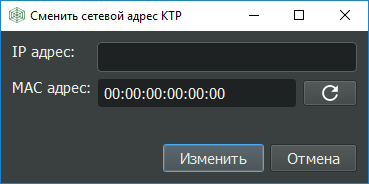 Сменить сетевой адрес КТР
IP адрес:
MAC адрес: 00:00:00:00:00:00
Изменить Отмена